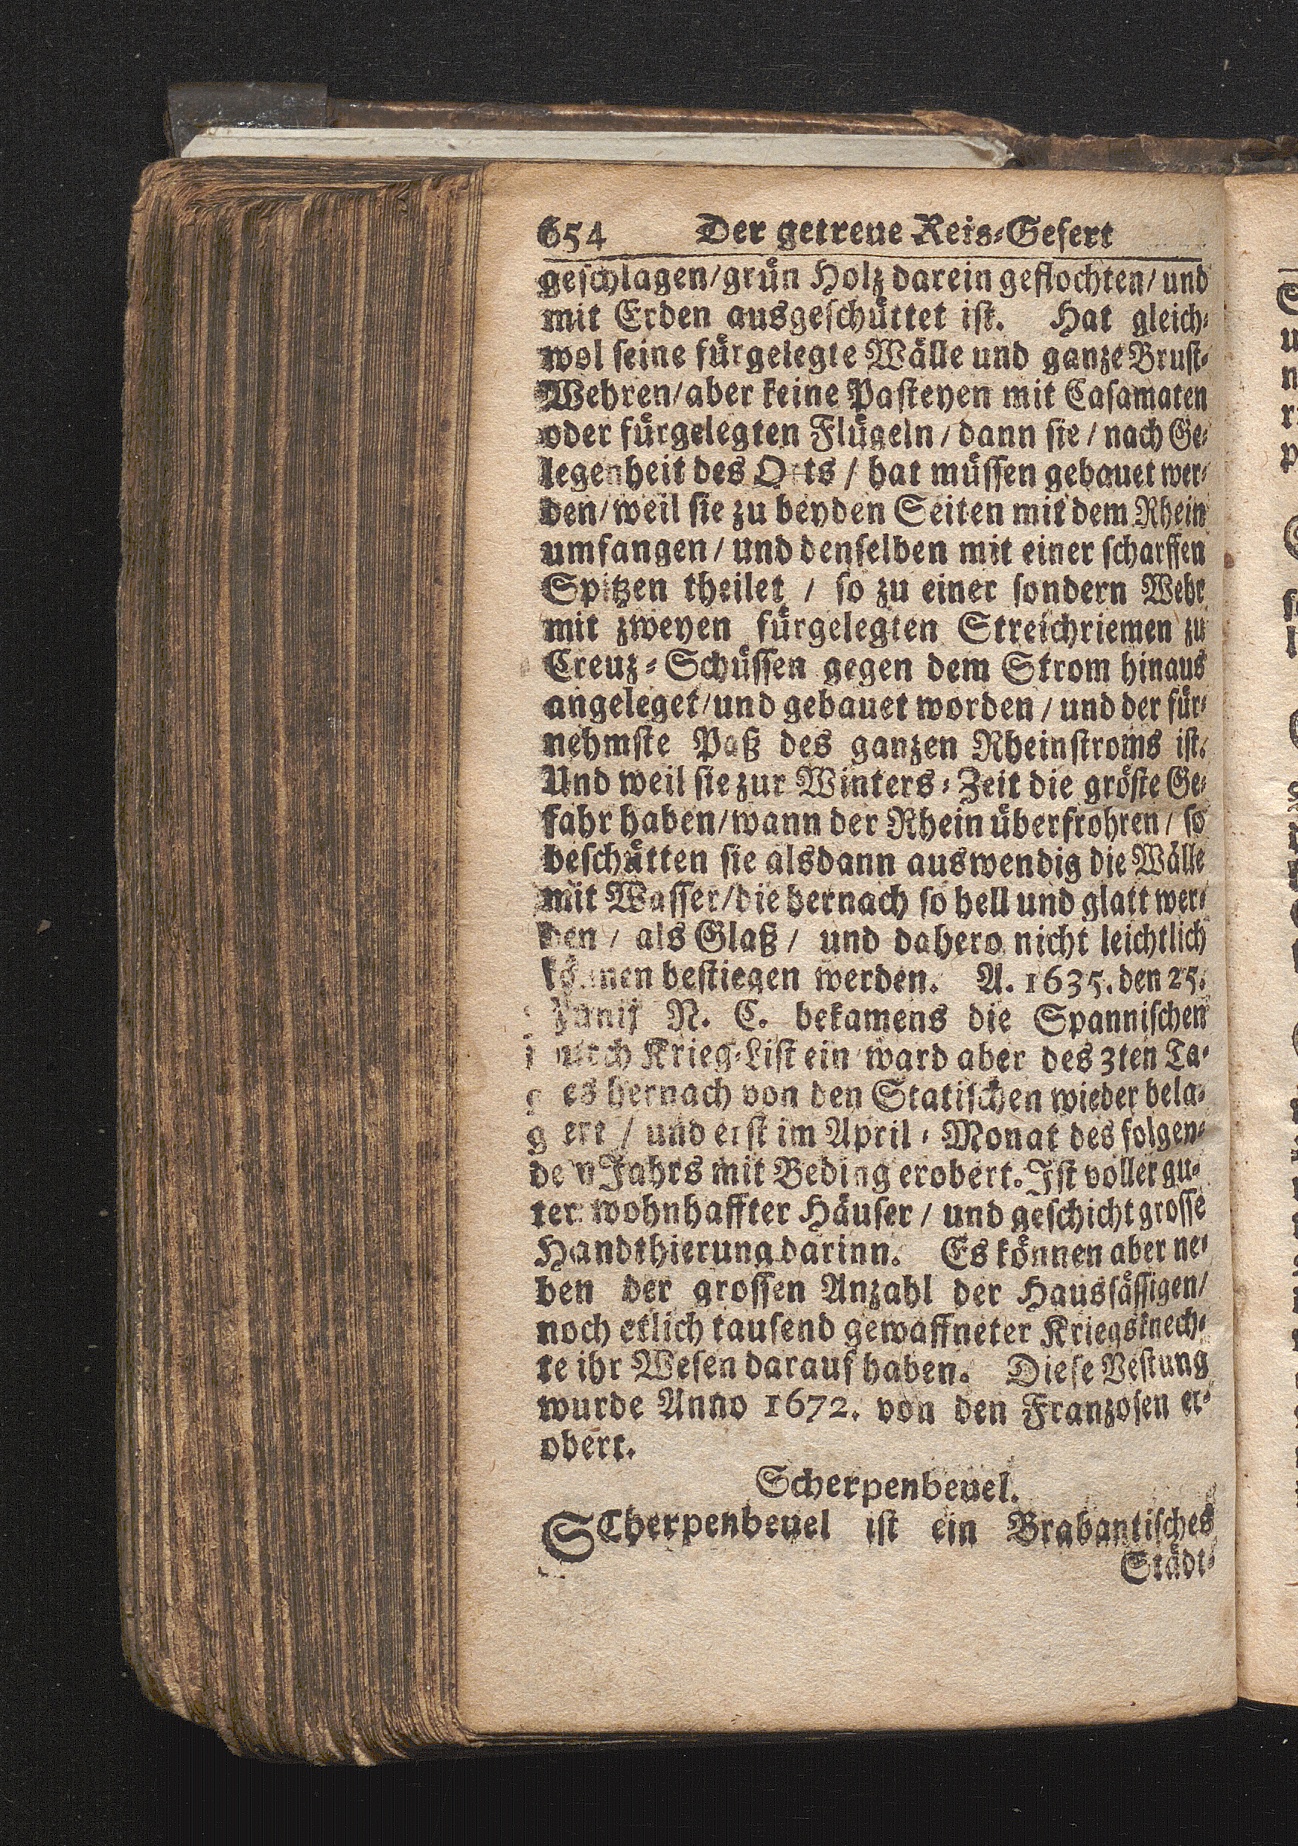 654 Der getreue Reis-Gefert
geschlagen/grün Holz darein geflochten/ und
mit Erden ausgeschüttet ist. Hat gleich-
wol seine fürgelegte Wälle und ganze Brust-
Wehren/aber keine Pasteyen mit Casamaten
oder fürgelegten Flügeln / dann sie / nach Ge-
legenheit des Orts / hat müssen gebauet wer-
den/ weil sie zu beyden Seiten mit dem Rhein
umfangen / und denselben mit einer scharffen
Spitzen theilet / so zu einer sondern Wehr
mit zweyen fürgelegten Streichriemen zu
Creuz-Schüssen gegen dem Strom hinaus
angeleget/und gebauet worden / und der für-
nehmste Paß des ganzen Rheinstroms ist.
Und weil sie zur Winters-Zeit die gröste Ge-
fahr haben/wann der Rhein überfrohren/ so
beschütten sie alsdann auswendig die Wälle
mit Wasser/die hernach so hell und glatt wer-
den / als Glaß / und dahero nicht leichtlich
können bestiegen werden. A. 1635. den 25.
Junij N. C. bekamens die Spannischen
durch Krieg-List ein ward aber des 3ten Ta-
ges hernach von den Statischen wieder bela-
gert / und erst im April-Monat des folgen-
den Jahrs mit Beding erobert. Ist voller gu-
ter wohnhaffter Häuser / und geschicht grosse
Handthierung darinn. Es können aber ne-
ben der grossen Anzahl der Haussässigen/
noch etlich tausend gewaffneter Kriegsknech-
te ihr Wesen darauf haben. Diese Vestung
wurde Anno 1672. von den Franzosen er-
obert.
Scherpenheuel.
SCherpenheuel ist ein Brabantisches
Städt-